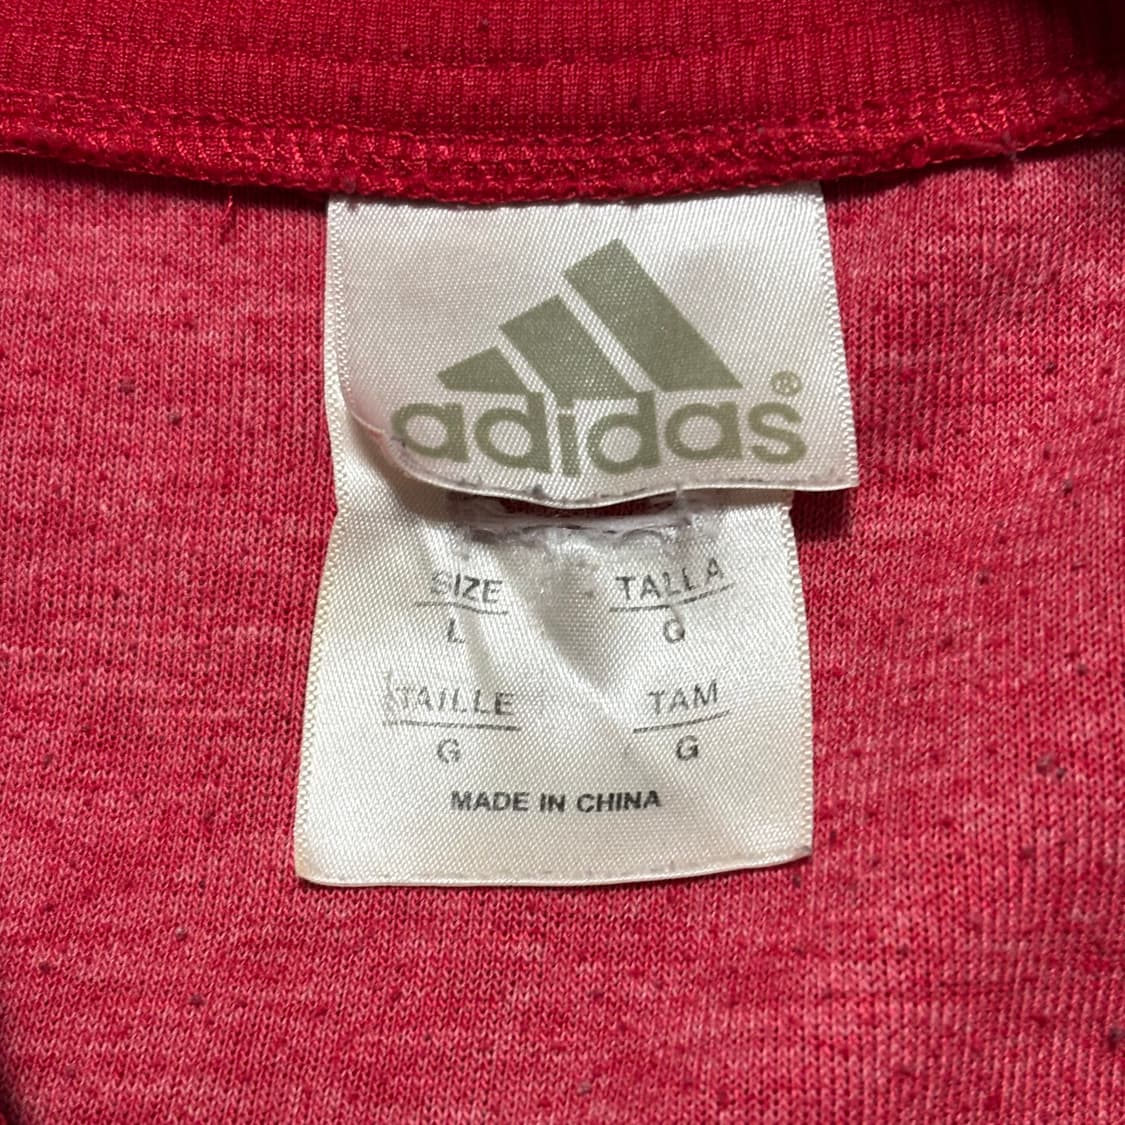 adidas®
SIZE TALLA
L G
TAILLE TAM
G G
MADE IN CHINA